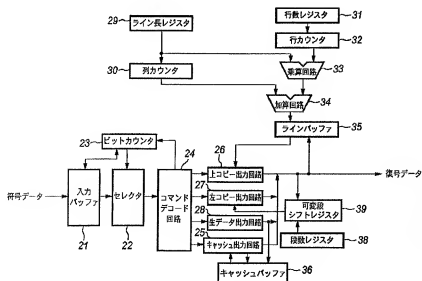 29
ライン長レジスタ
行数レジスタ
31
行カウンタ
32
30
列カウンタ
乗算回路
33
加算回路
34
23
ビットカウンタ
24
26
ラインバッファ
35
符号データ
入力
バッファ
セレクタ
コマンド
デコード
回路
上コピー出力回路
復号データ
27
左コピー出力回路
28
生データ出力回路
25
キャッシュ出力回路
可変段
シフトレジスタ
39
段数レジスタ
38
21
22
キャッシュバッファ
36